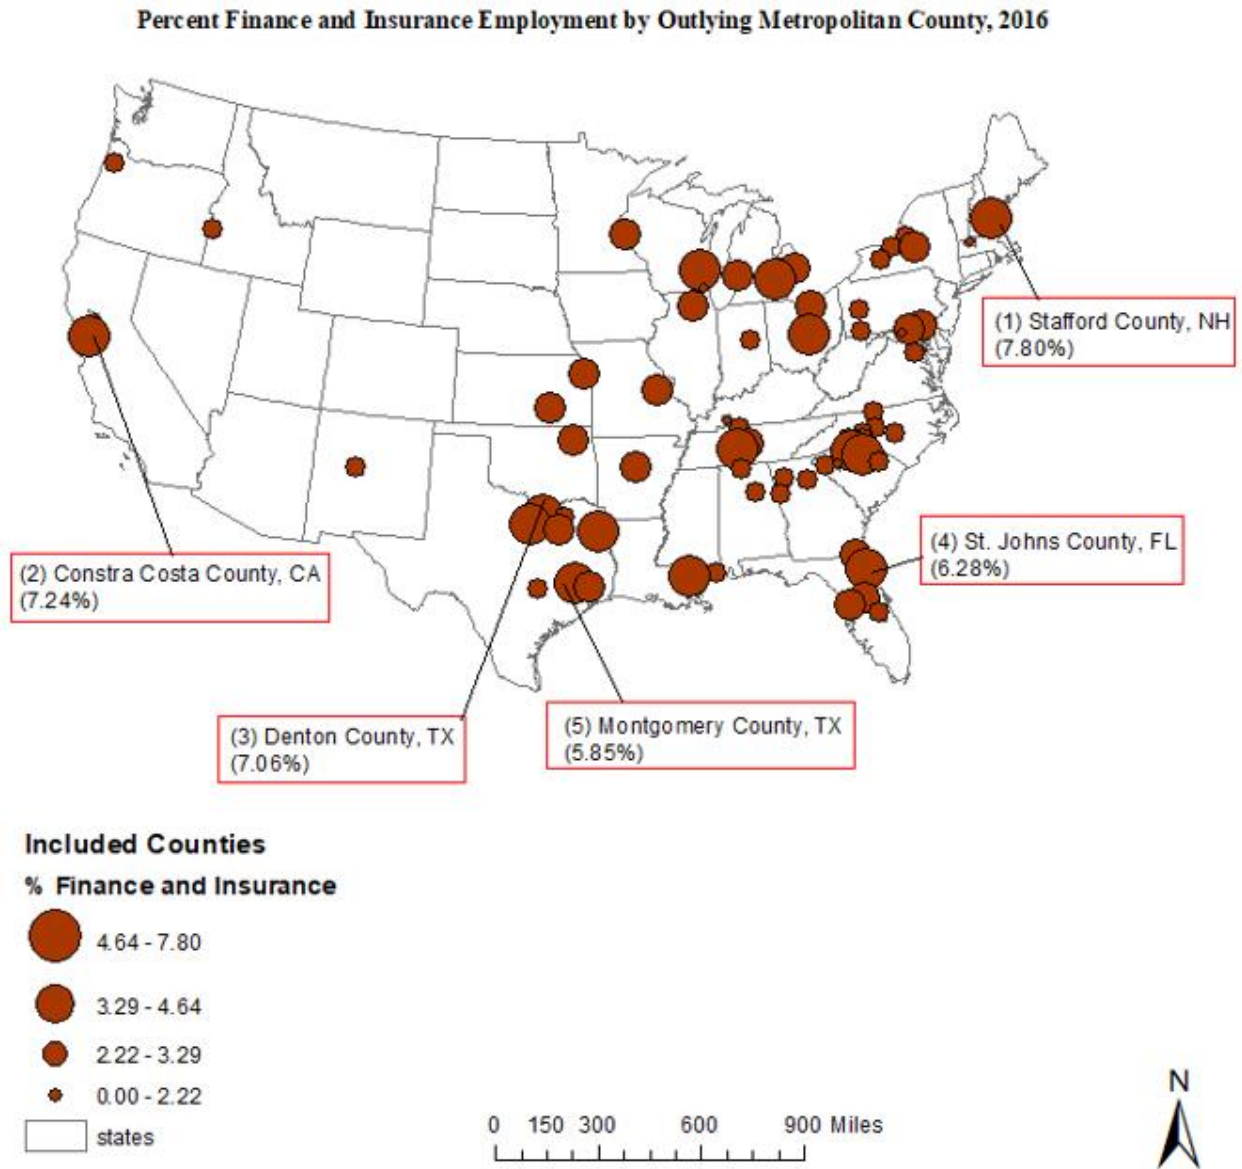 Percent Finance and Insurance Employment by Outlying Metropolitan County, 2016
(1) Stafford County, NH
(7.80%)
(4) St. Johns County, FL
(6.28%)
(2) Constra Costa County, CA
(7.24%)
(3) Denton County, TX
(7.06%)
(5) Montgomery County, TX
(5.85%)
Included Counties
% Finance and Insurance
4.64 - 7.80
3.29 - 4.64
2.22 - 3.29
0.00 - 2.22
states
0 150 300 600 900 Miles
N